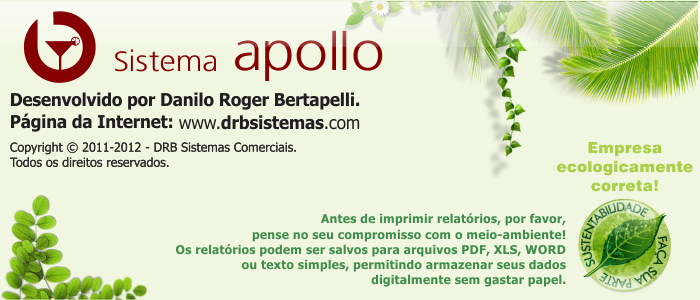 Sistema apollo
Desenvolvido por Danilo Roger Bertapelli.
Página da Internet: www.drbsistemas.com
Copyright © 2011-2012 - DRB Sistemas Comerciais.
Todos os direitos reservados.
Empresa
ecologicamente
correta!
Antes de imprimir relatórios, por favor,
pense no seu compromisso com o meio-ambiente!
Os relatórios podem ser salvos para arquivos PDF, XLS, WORD
ou texto simples, permitindo armazenar seus dados
digitalmente sem gastar papel.
SUSTENTABILIDADE
FAÇA SUA PARTE